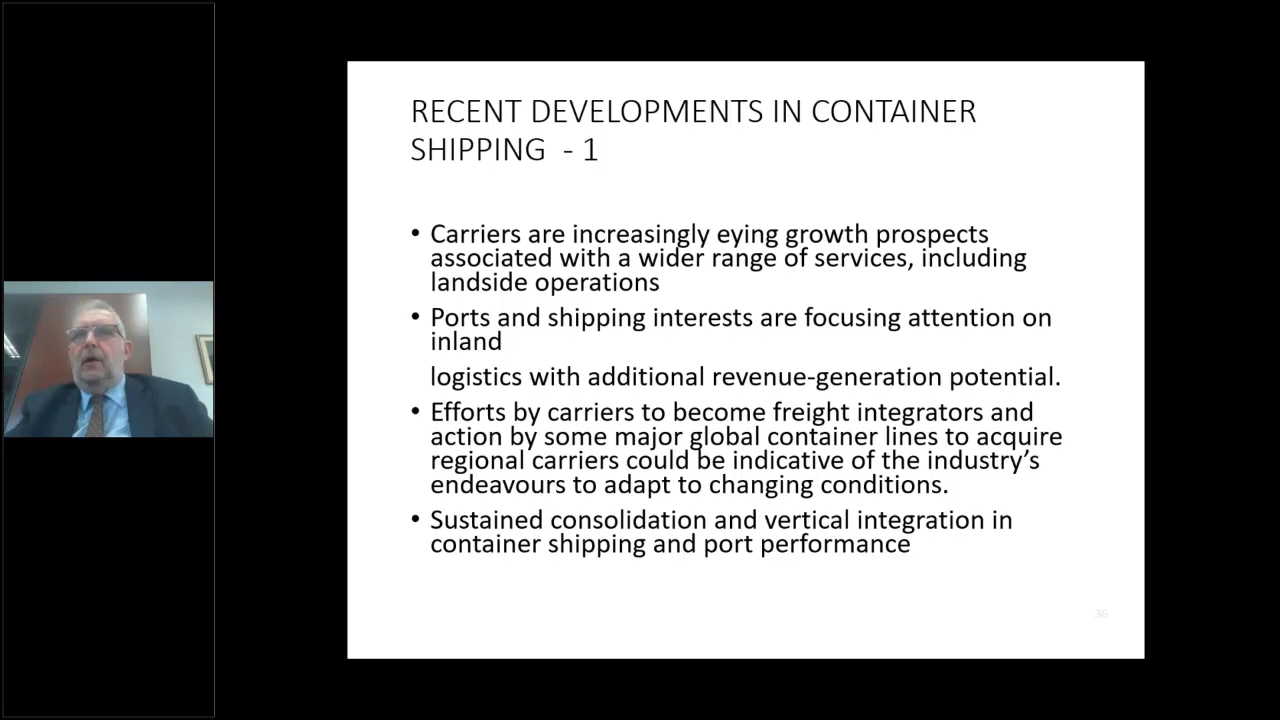 RECENT DEVELOPMENTS IN CONTAINER
SHIPPING - 1
• Carriers are increasingly eying growth prospects
associated with a wider range of services, including
landside operations
• Ports and shipping interests are focusing attention on
inland
logistics with additional revenue-generation potential.
• Efforts by carriers to become freight integrators and
action by some major global container lines to acquire
regional carriers could be indicative of the industry’s
endeavours to adapt to changing conditions.
• Sustained consolidation and vertical integration in
container shipping and port performance
36